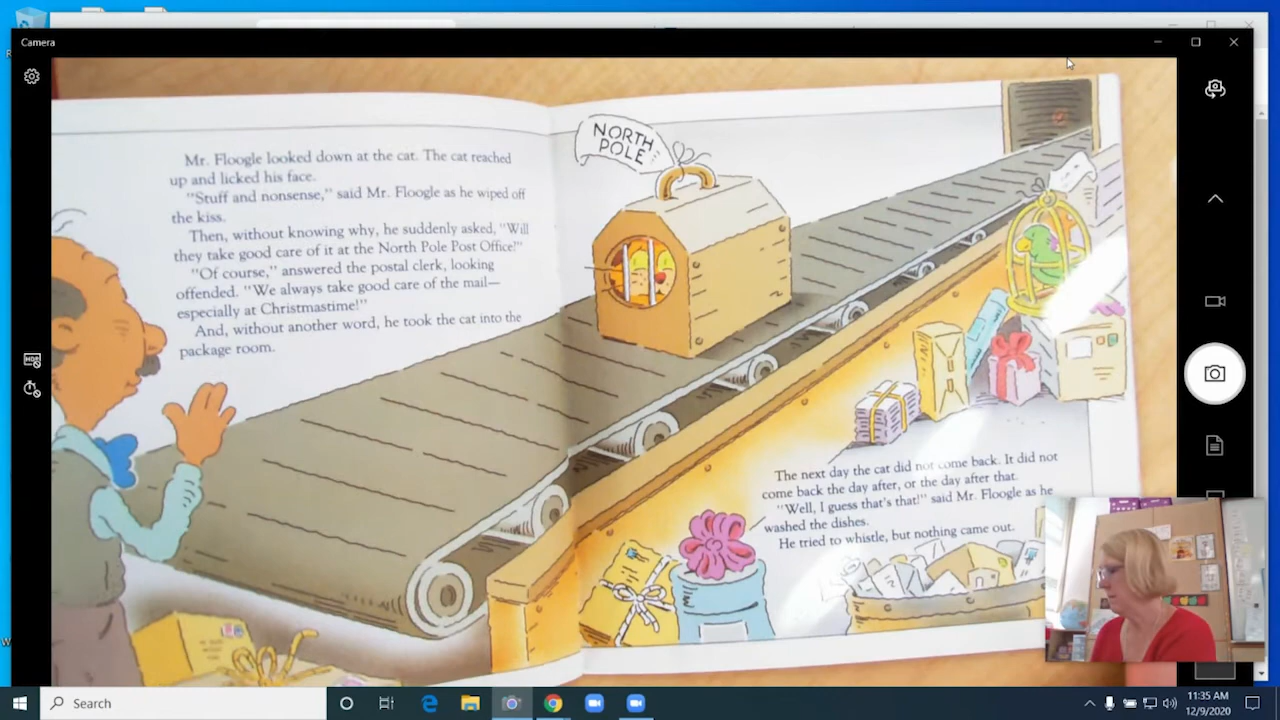 Camera
Mr. Floogle looked down at the cat. The cat reached
up and licked his face.
"Stuff and nonsense," said Mr. Floogle as he wiped off
the kiss.
Then, without knowing why, he suddenly asked, "Will
they take good care of it at the North Pole Post Office?"
"Of course," answered the postal clerk, looking
offended. "We always take good care of the mail—
especially at Christmastime!"
And, without another word, he took the cat into the
package room.
NORTH
POLE
The next day the cat did not come back. It did not
come back the day after, or the day after that.
"Well, I guess that's that!" said Mr. Floogle as he
washed the dishes.
He tried to whistle, but nothing came out.
Search
11:35 AM
12/9/2020